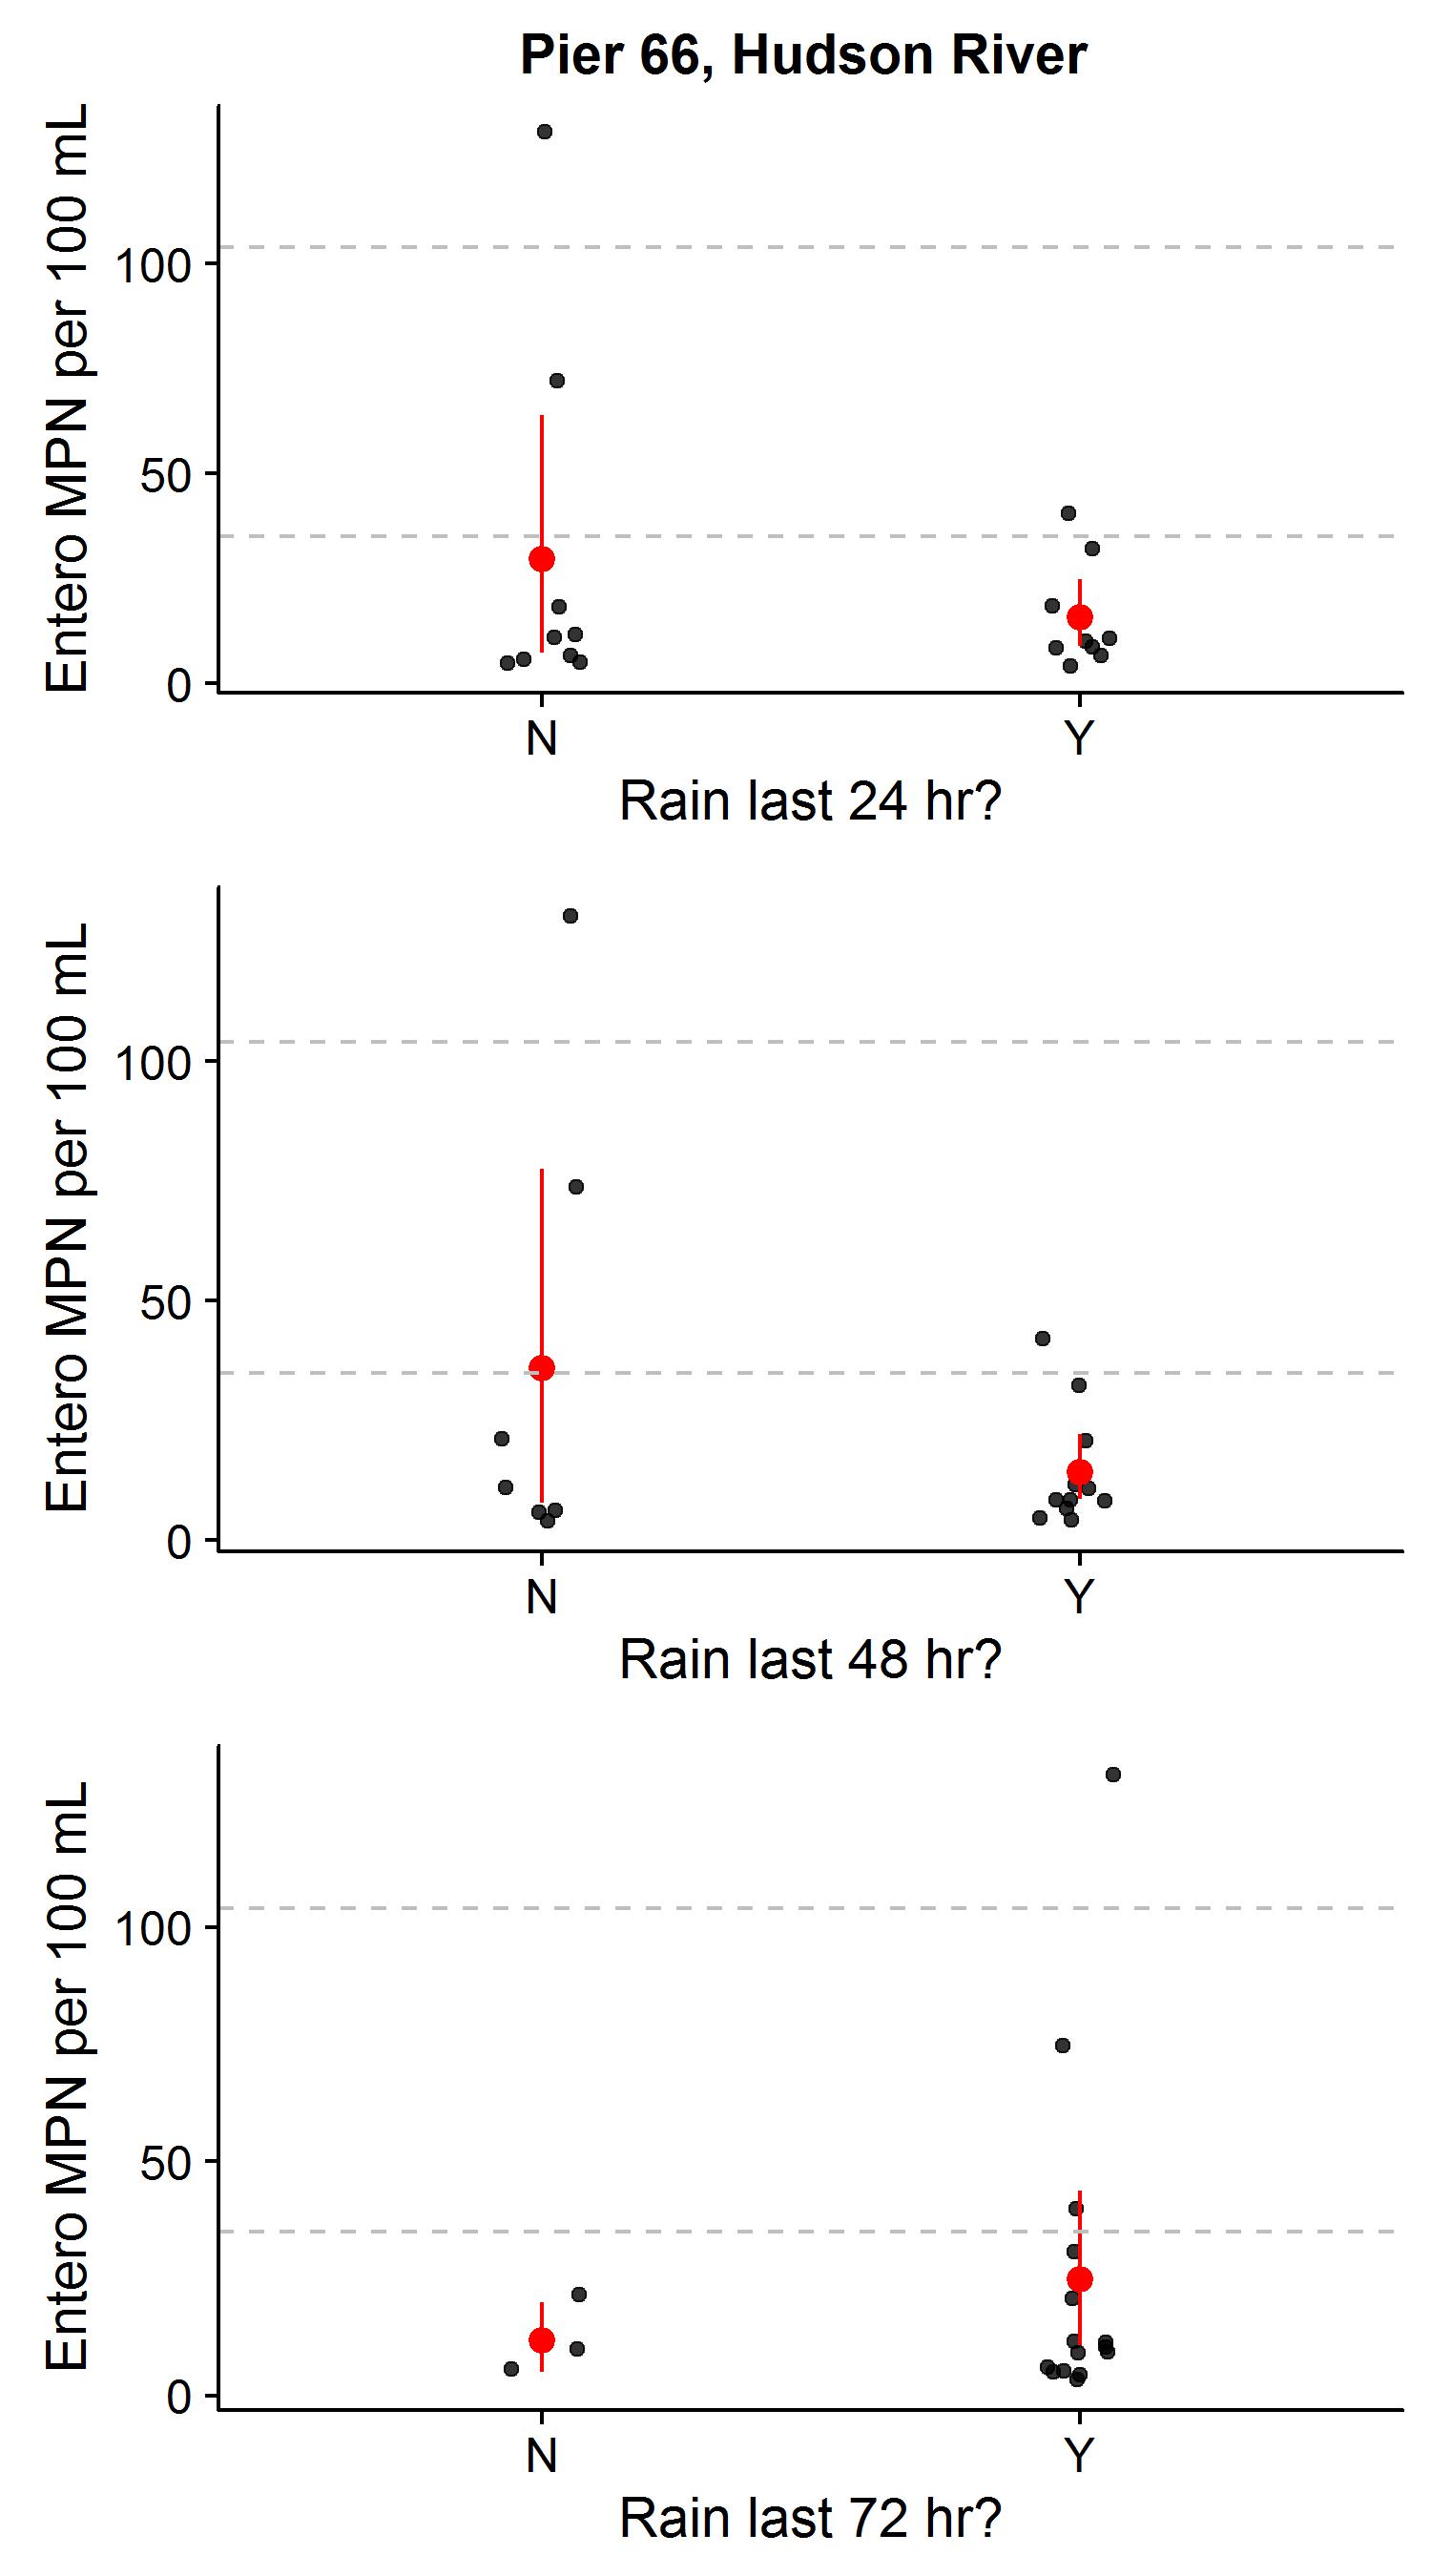 Pier 66, Hudson River
Entero MPN per 100 mL
100
50
0
N Y
Rain last 24 hr?
Entero MPN per 100 mL
100
50
0
N Y
Rain last 48 hr?
Entero MPN per 100 mL
100
50
0
N Y
Rain last 72 hr?